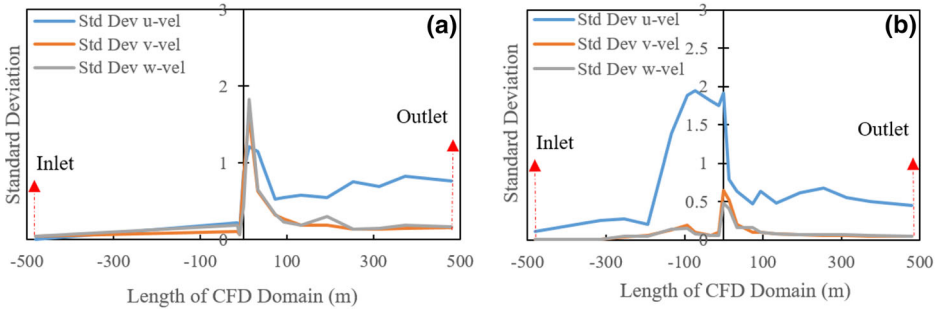 (a)
Std Dev u-vel
Std Dev v-vel
Std Dev w-vel
Standard Deviation
3
2
1
0
Inlet
Outlet
-500 -300 -100 100 300 500
Length of CFD Domain (m)
(b)
Std Dev u-vel
Std Dev v-vel
Std Dev w-vel
Standard Deviation
3
2.5
2
1.5
1
0.5
0
Inlet
Outlet
-500 -300 -100 100 300 500
Length of CFD Domain (m)